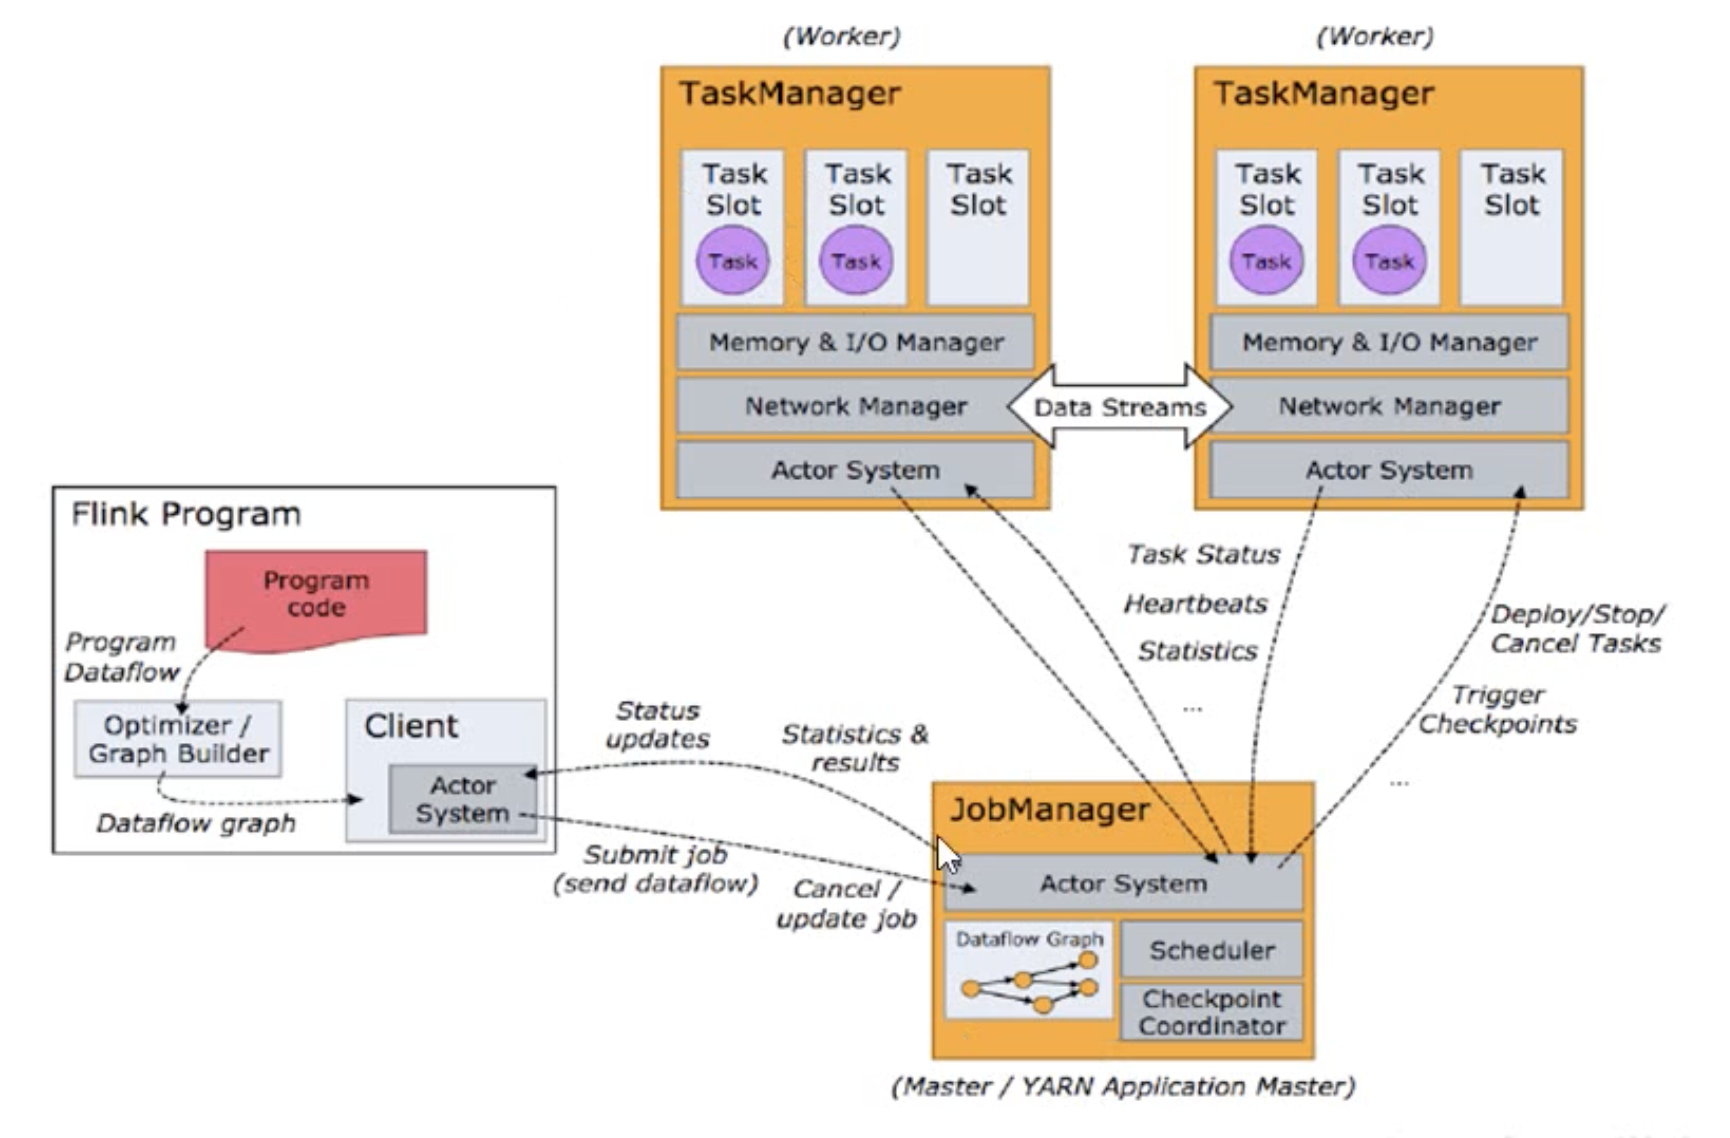 (Worker)
TaskManager
Task
Slot
Task
Task
Slot
Task
Task
Slot
Memory & I/O Manager
Network Manager
Actor System
(Worker)
TaskManager
Task
Slot
Task
Task
Slot
Task
Task
Slot
Memory & I/O Manager
Network Manager
Actor System
Data Streams
Flink Program
Program
code
Program
Dataflow
Optimizer /
Graph Builder
Dataflow graph
Client
Actor
System
Status
updates
Statistics &
results
Submit job
(send dataflow)
Cancel /
update job
Task Status
Heartbeats
Statistics
...
Deploy/Stop/
Cancel Tasks
Trigger
Checkpoints
...
JobManager
Actor System
Dataflow Graph
Scheduler
Checkpoint
Coordinator
(Master / YARN Application Master)